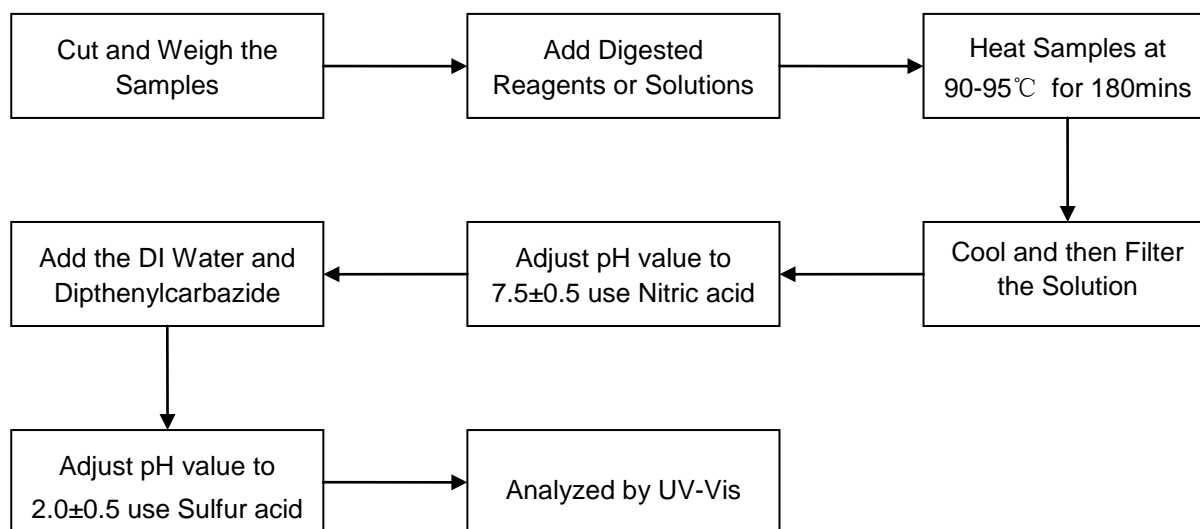 Cut and Weigh the
Samples
Add Digested
Reagents or Solutions
Heat Samples at
90-95℃ for 180mins
Cool and then Filter
the Solution
Adjust pH value to
7.5±0.5 use Nitric acid
Add the DI Water and
Dipthenylcarbazide
Adjust pH value to
2.0±0.5 use Sulfur acid
Analyzed by UV-Vis